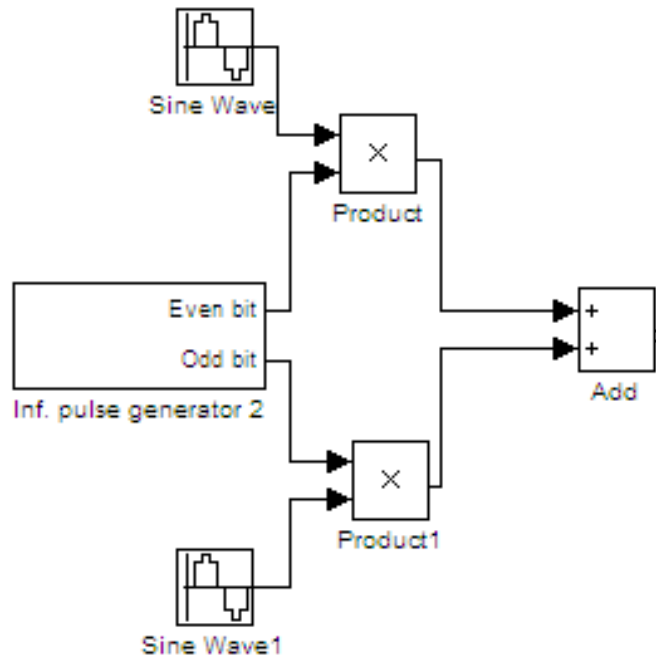 Sine Wave
×
Product
Even bit
Odd bit
Inf. pulse generator 2
+
+
Add
×
Product1
Sine Wave1